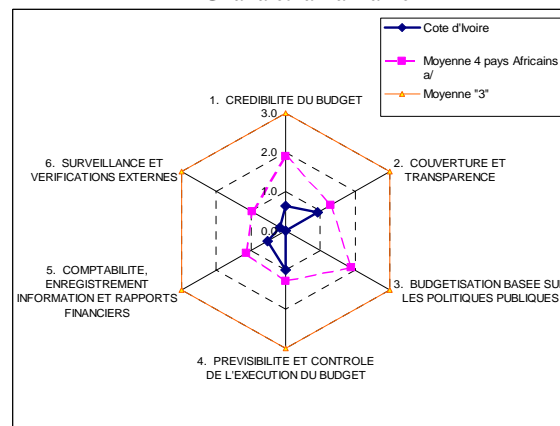 Cote d'Ivoire
Moyenne 4 pays Africains
a/
Moyenne "3"
1. CREDIBILITE DU BUDGET
3.0
2.0
1.0
0.0
2. COUVERTURE ET
TRANSPARENCE
3. BUDGETISATION BASEE SUR
LES POLITIQUES PUBLIQUES
4. PREVISIBILITE ET CONTROLE
DE L'EXECUTION DU BUDGET
5. COMPTABILITE,
ENREGISTREMENT
INFORMATION ET RAPPORTS
FINANCIERS
6. SURVEILLANCE ET
VERIFICATIONS EXTERNES